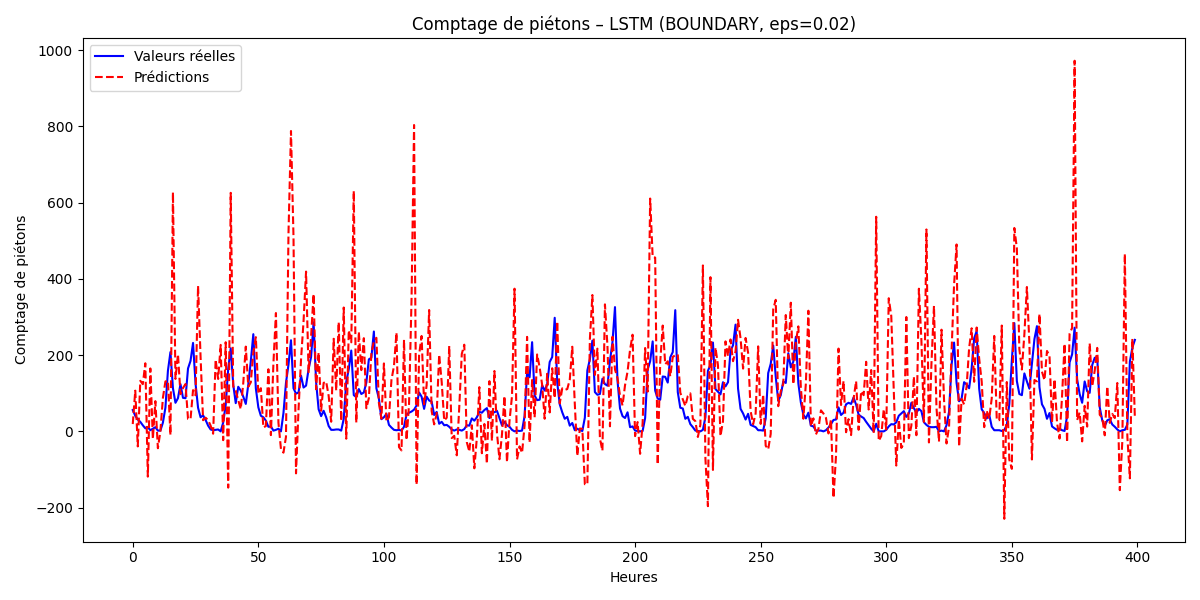 Comptage de piétons – LSTM (BOUNDARY, eps=0.02)
Valeurs réelles
Prédictions
Comptage de piétons
1000
800
600
400
200
0
−200
0 50 100 150 200 250 300 350 400
Heures